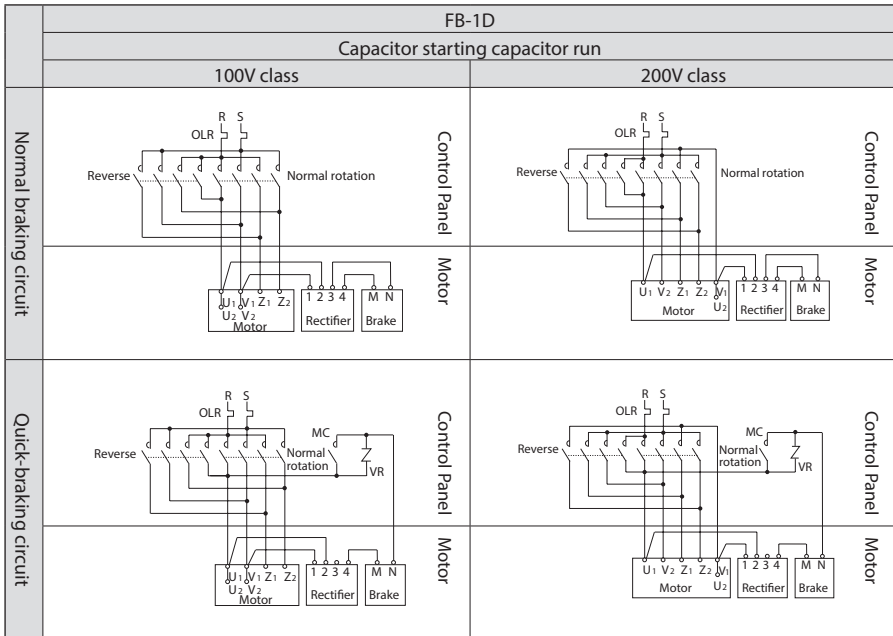 FB-1D
Capacitor starting capacitor run
100V class
200V class
Normal braking circuit
R S
OLR
Reverse
Normal rotation
Control Panel
Motor
U1 V1 Z1 Z2
U2 V2
Motor
1 2 3 4
Rectifier
M N
Brake
R S
OLR
Reverse
Normal rotation
Control Panel
Motor
U1 V2 Z1 Z2 V1
U2
Motor
1 2 3 4
Rectifier
M N
Brake
Quick-braking circuit
R S
OLR
Reverse
Normal
rotation
MC
VR
Control Panel
Motor
U1 V1 Z1 Z2
U2 V2
Motor
1 2 3 4
Rectifier
M N
Brake
R S
OLR
Reverse
Normal
rotation
MC
VR
Control Panel
Motor
U1 V2 Z1 Z2 V1
U2
Motor
1 2 3 4
Rectifier
M N
Brake